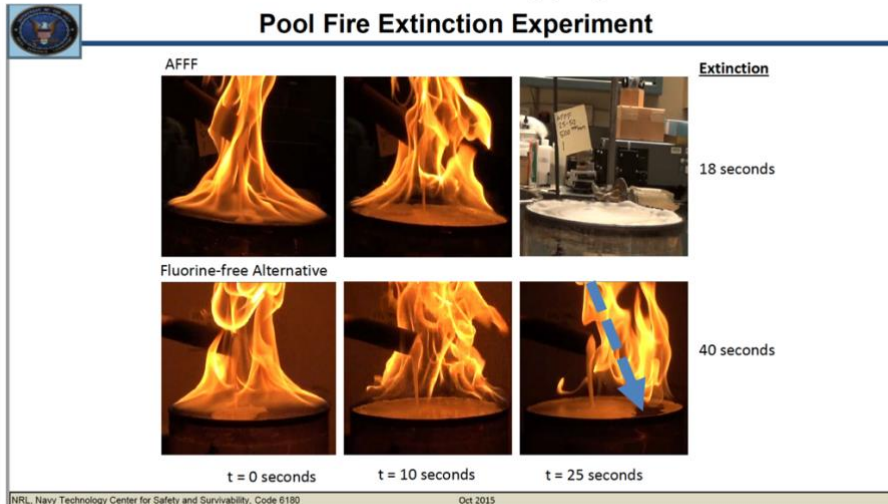 Pool Fire Extinction Experiment
AFFF
Extinction
18 seconds
Fluorine-free Alternative
40 seconds
t = 0 seconds
t = 10 seconds
t = 25 seconds
NRL, Navy Technology Center for Safety and Survivability, Code 6180
Oct 2015